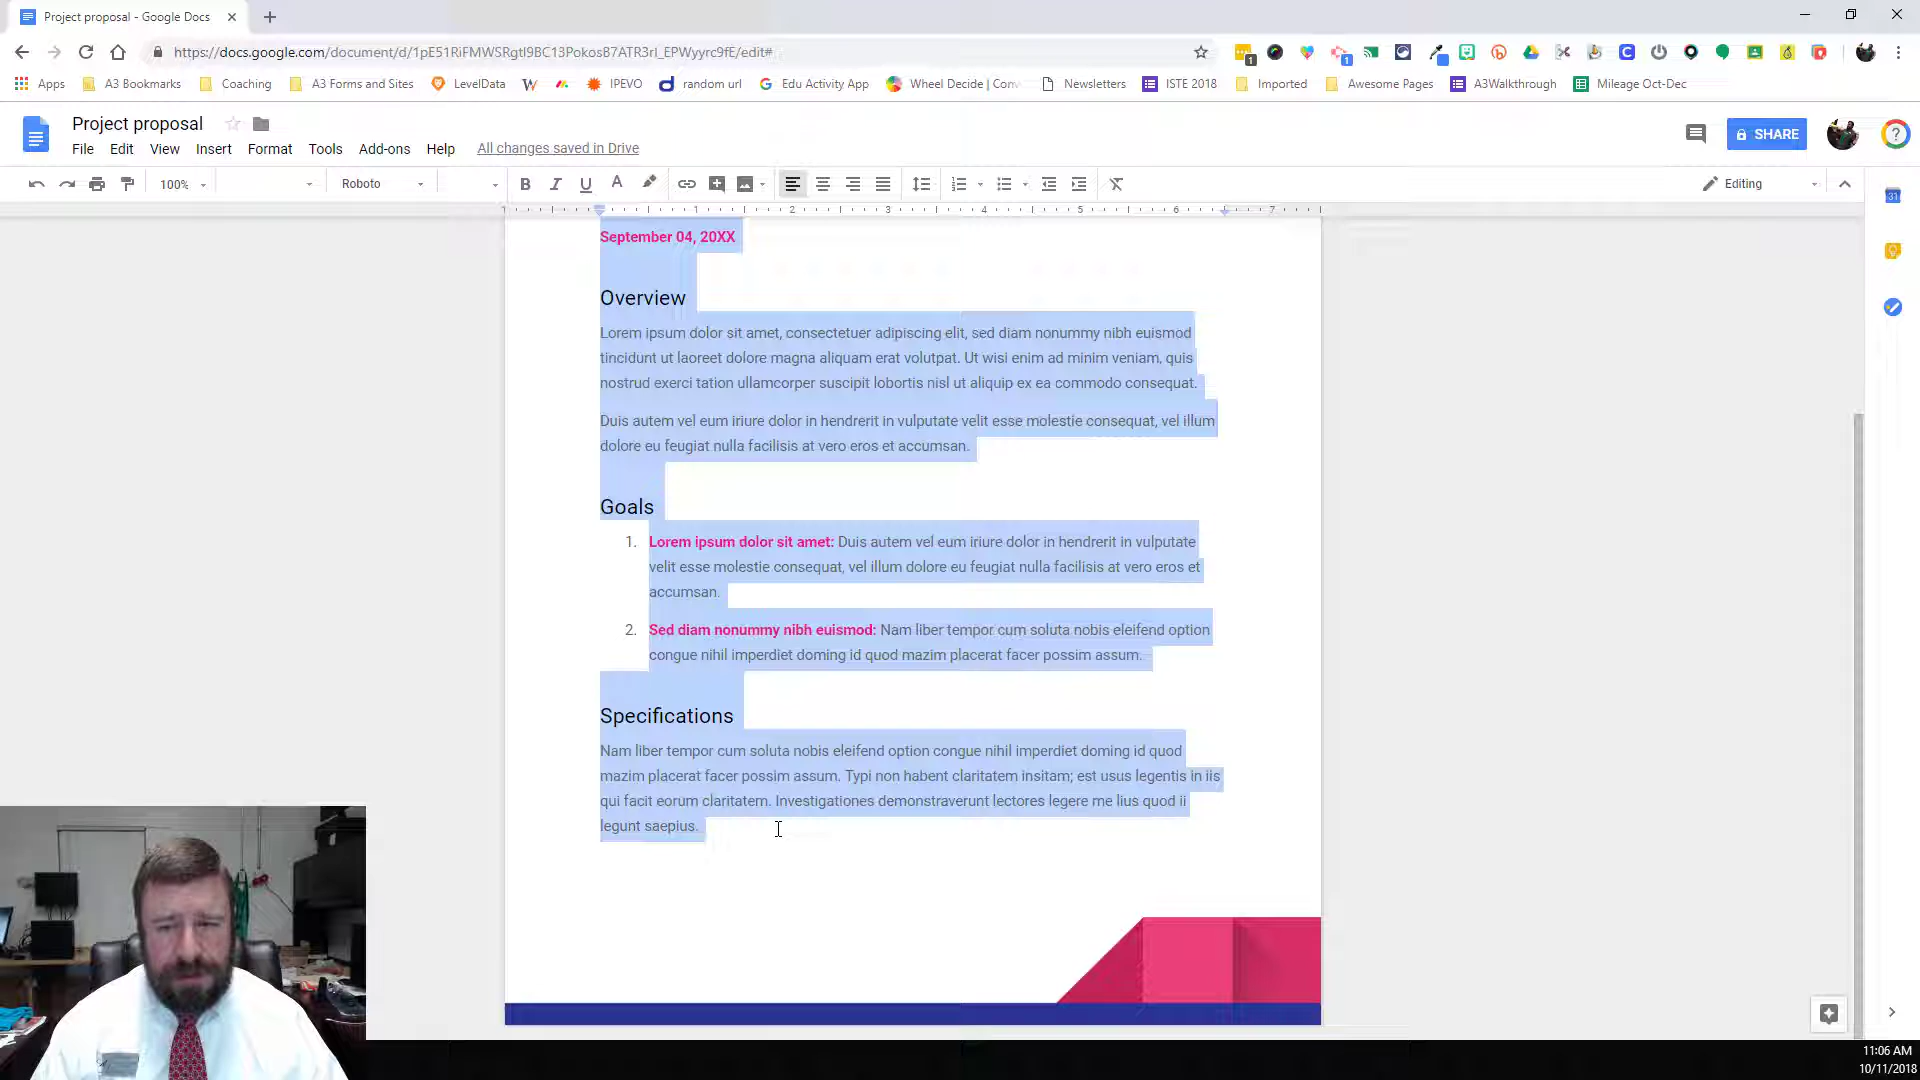 Project proposal - Google Docs
https://docs.google.com/document/d/1pE51RiFMWSRgtI9BC13PokosB7ATR3rI_EPWyyrc9fE/edit#
Apps A3 Bookmarks Coaching A3 Forms and Sites LevelData IPEVO random url Edu Activity App Wheel Decide | Con Newsletters ISTE 2018 Imported Awesome Pages A3Walkthrough Mileage Oct-Dec
Project proposal
SHARE
File Edit View Insert Format Tools Add-ons Help All changes saved in Drive
100% Roboto B I U A Editing
1 1 2 3 4 5 6 7
31
September 04, 20XX
Overview
Lorem ipsum dolor sit amet, consectetuer adipiscing elit, sed diam nonummy nibh euismod
tincidunt ut laoreet dolore magna aliquam erat volutpat. Ut wisi enim ad minim veniam, quis
nostrud exerci tation ullamcorper suscipit lobortis nisl ut aliquip ex ea commodo consequat.
Duis autem vel eum iriure dolor in hendrerit in vulputate velit esse molestie consequat, vel illum
dolore eu feugiat nulla facilisis at vero eros et accumsan.
Goals
1. Lorem ipsum dolor sit amet: Duis autem vel eum iriure dolor in hendrerit in vulputate
velit esse molestie consequat, vel illum dolore eu feugiat nulla facilisis at vero eros et
accumsan.
2. Sed diam nonummy nibh euismod: Nam liber tempor cum soluta nobis eleifend option
congue nihil imperdiet doming id quod mazim placerat facer possim assum.
Specifications
Nam liber tempor cum soluta nobis eleifend option congue nihil imperdiet doming id quod
mazim placerat facer possim assum. Typi non habent claritatem insitam; est usus legentis in iis
qui facit eorum claritatem. Investigationes demonstraverunt lectores legere me lius quod ii
legunt saepius.
11:06 AM
10/11/2018